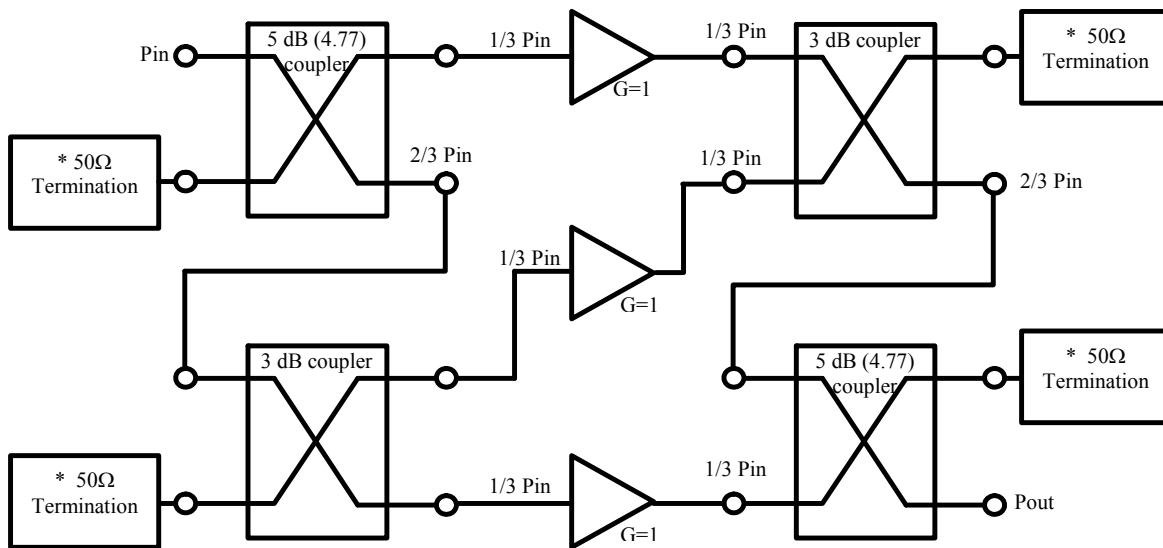 Pin
5 dB (4.77)
coupler
1/3 Pin
G=1
1/3 Pin
3 dB coupler
* 50Ω
Termination
* 50Ω
Termination
2/3 Pin
1/3 Pin
2/3 Pin
1/3 Pin
G=1
3 dB coupler
5 dB (4.77)
coupler
* 50Ω
Termination
* 50Ω
Termination
1/3 Pin
G=1
1/3 Pin
Pout